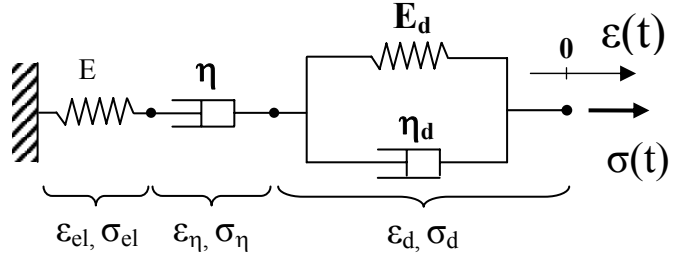 E_d
0 ε(t)
E η
η_d σ(t)
ε_el, σ_el ε_η, σ_η ε_d, σ_d